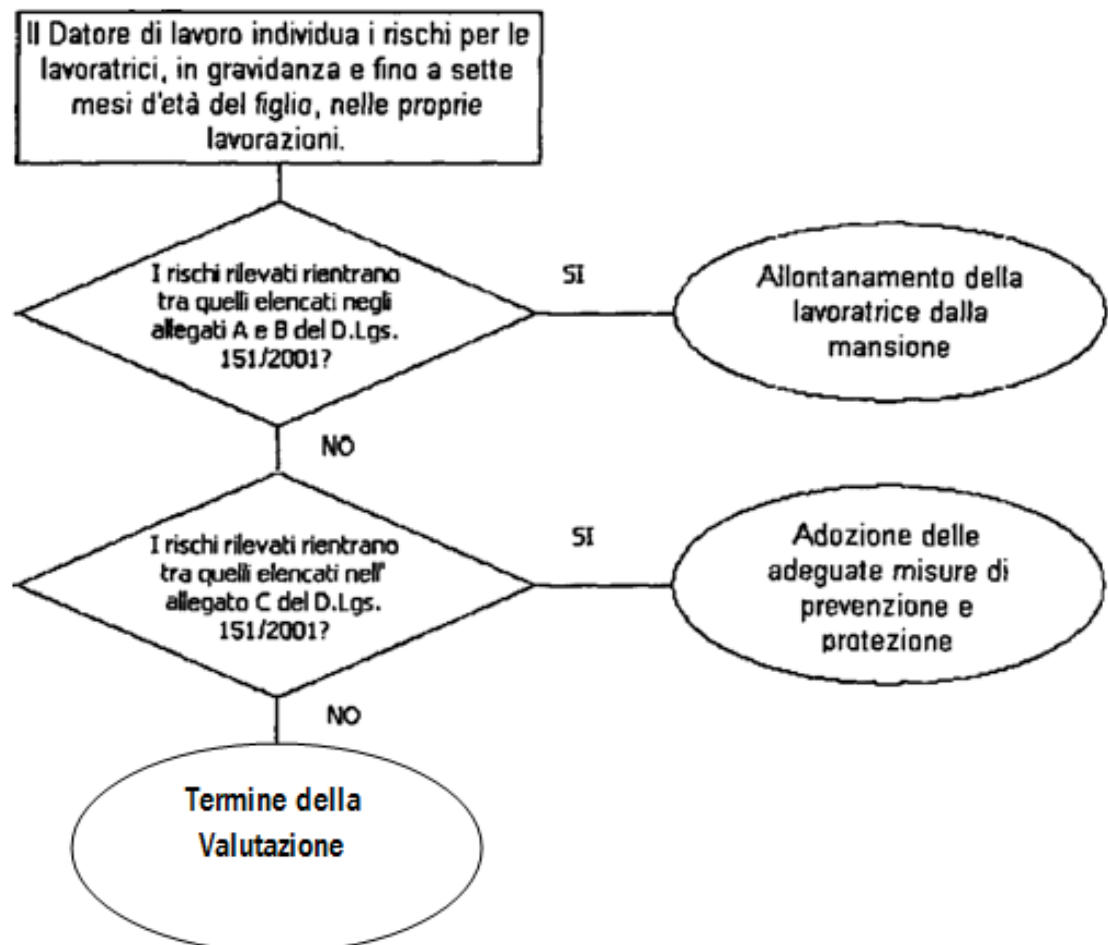 Il Datore di lavoro individua i rischi per le
lavoratrici, in gravidanza e fino a sette
mesi d'età del figlio, nelle proprie
lavorazioni.
I rischi rilevati rientrano
tra quelli elencati negli
allegati A e B del D.Lgs.
151/2001?
SI
Allontanamento della
lavoratrice dalla
mansione
NO
I rischi rilevati rientrano
tra quelli elencati nell'
allegato C del D.Lgs.
151/2001?
SI
Adozione delle
adeguate misure di
prevenzione e
protezione
NO
Termine della
Valutazione